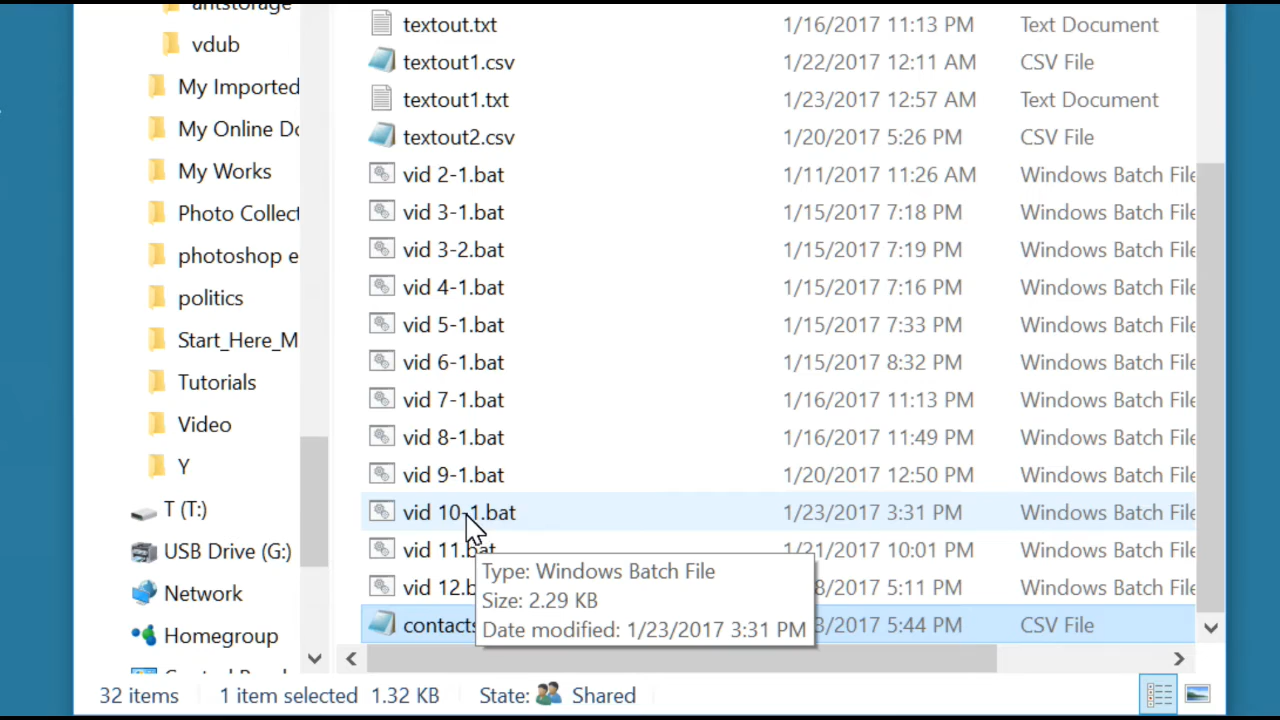 antstorage
vdub
My Imported
My Online Do
My Works
Photo Collect
photoshop e
politics
Start_Here_M
Tutorials
Video
Y
T (T:)
USB Drive (G:)
Network
Homegroup
textout.txt 1/16/2017 11:13 PM Text Document
textout1.csv 1/22/2017 12:11 AM CSV File
textout1.txt 1/23/2017 12:57 AM Text Document
textout2.csv 1/20/2017 5:26 PM CSV File
vid 2-1.bat 1/11/2017 11:26 AM Windows Batch File
vid 3-1.bat 1/15/2017 7:18 PM Windows Batch File
vid 3-2.bat 1/15/2017 7:19 PM Windows Batch File
vid 4-1.bat 1/15/2017 7:16 PM Windows Batch File
vid 5-1.bat 1/15/2017 7:33 PM Windows Batch File
vid 6-1.bat 1/15/2017 8:32 PM Windows Batch File
vid 7-1.bat 1/16/2017 11:13 PM Windows Batch File
vid 8-1.bat 1/16/2017 11:49 PM Windows Batch File
vid 9-1.bat 1/20/2017 12:50 PM Windows Batch File
vid 10-1.bat 1/23/2017 3:31 PM Windows Batch File
vid 11.bat 1/21/2017 10:01 PM Windows Batch File
vid 12.b 8/2017 5:11 PM Windows Batch File
contacts 3/2017 5:44 PM CSV File
Type: Windows Batch File
Size: 2.29 KB
Date modified: 1/23/2017 3:31 PM
32 items 1 item selected 1.32 KB State: Shared